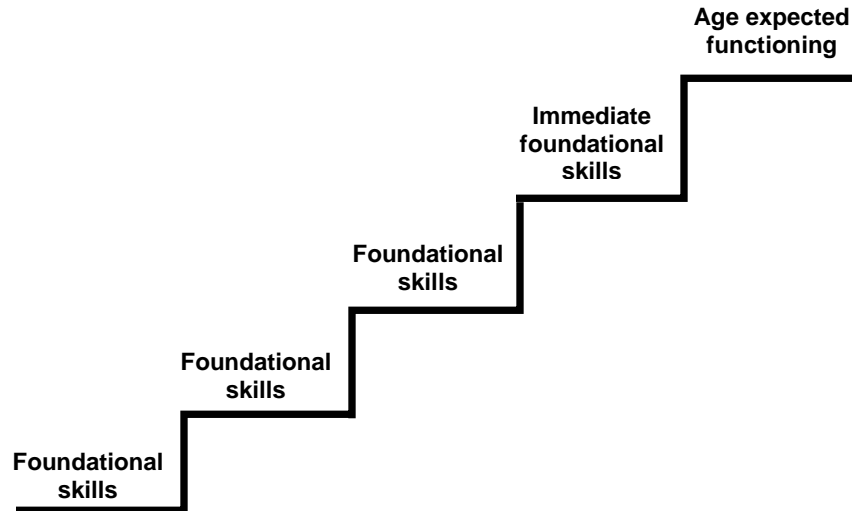 Age expected
functioning
Immediate
foundational
skills
Foundational
skills
Foundational
skills
Foundational
skills